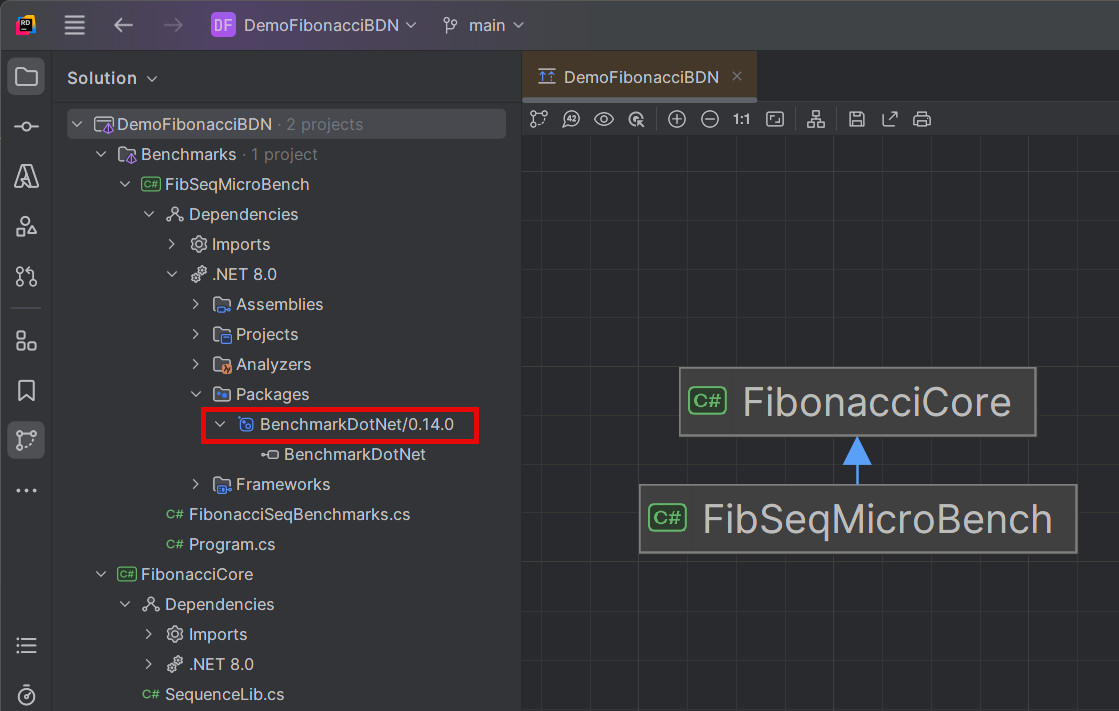 RD
DF DemoFibonacciBDN main
Solution
DemoFibonacciBDN
42
1:1
DemoFibonacciBDN · 2 projects
Benchmarks · 1 project
C# FibSeqMicroBench
Dependencies
Imports
.NET 8.0
Assemblies
Projects
Analyzers
Packages
BenchmarkDotNet/0.14.0
BenchmarkDotNet
Frameworks
C# FibonacciSeqBenchmarks.cs
C# Program.cs
C# FibonacciCore
Dependencies
Imports
.NET 8.0
C# SequenceLib.cs
C# FibonacciCore
C# FibSeqMicroBench